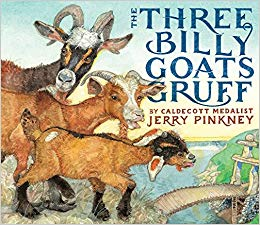 THE
THREE
BILLY
GOATS
GRUFF
BY CALDECOTT MEDALIST
JERRY PINKNEY